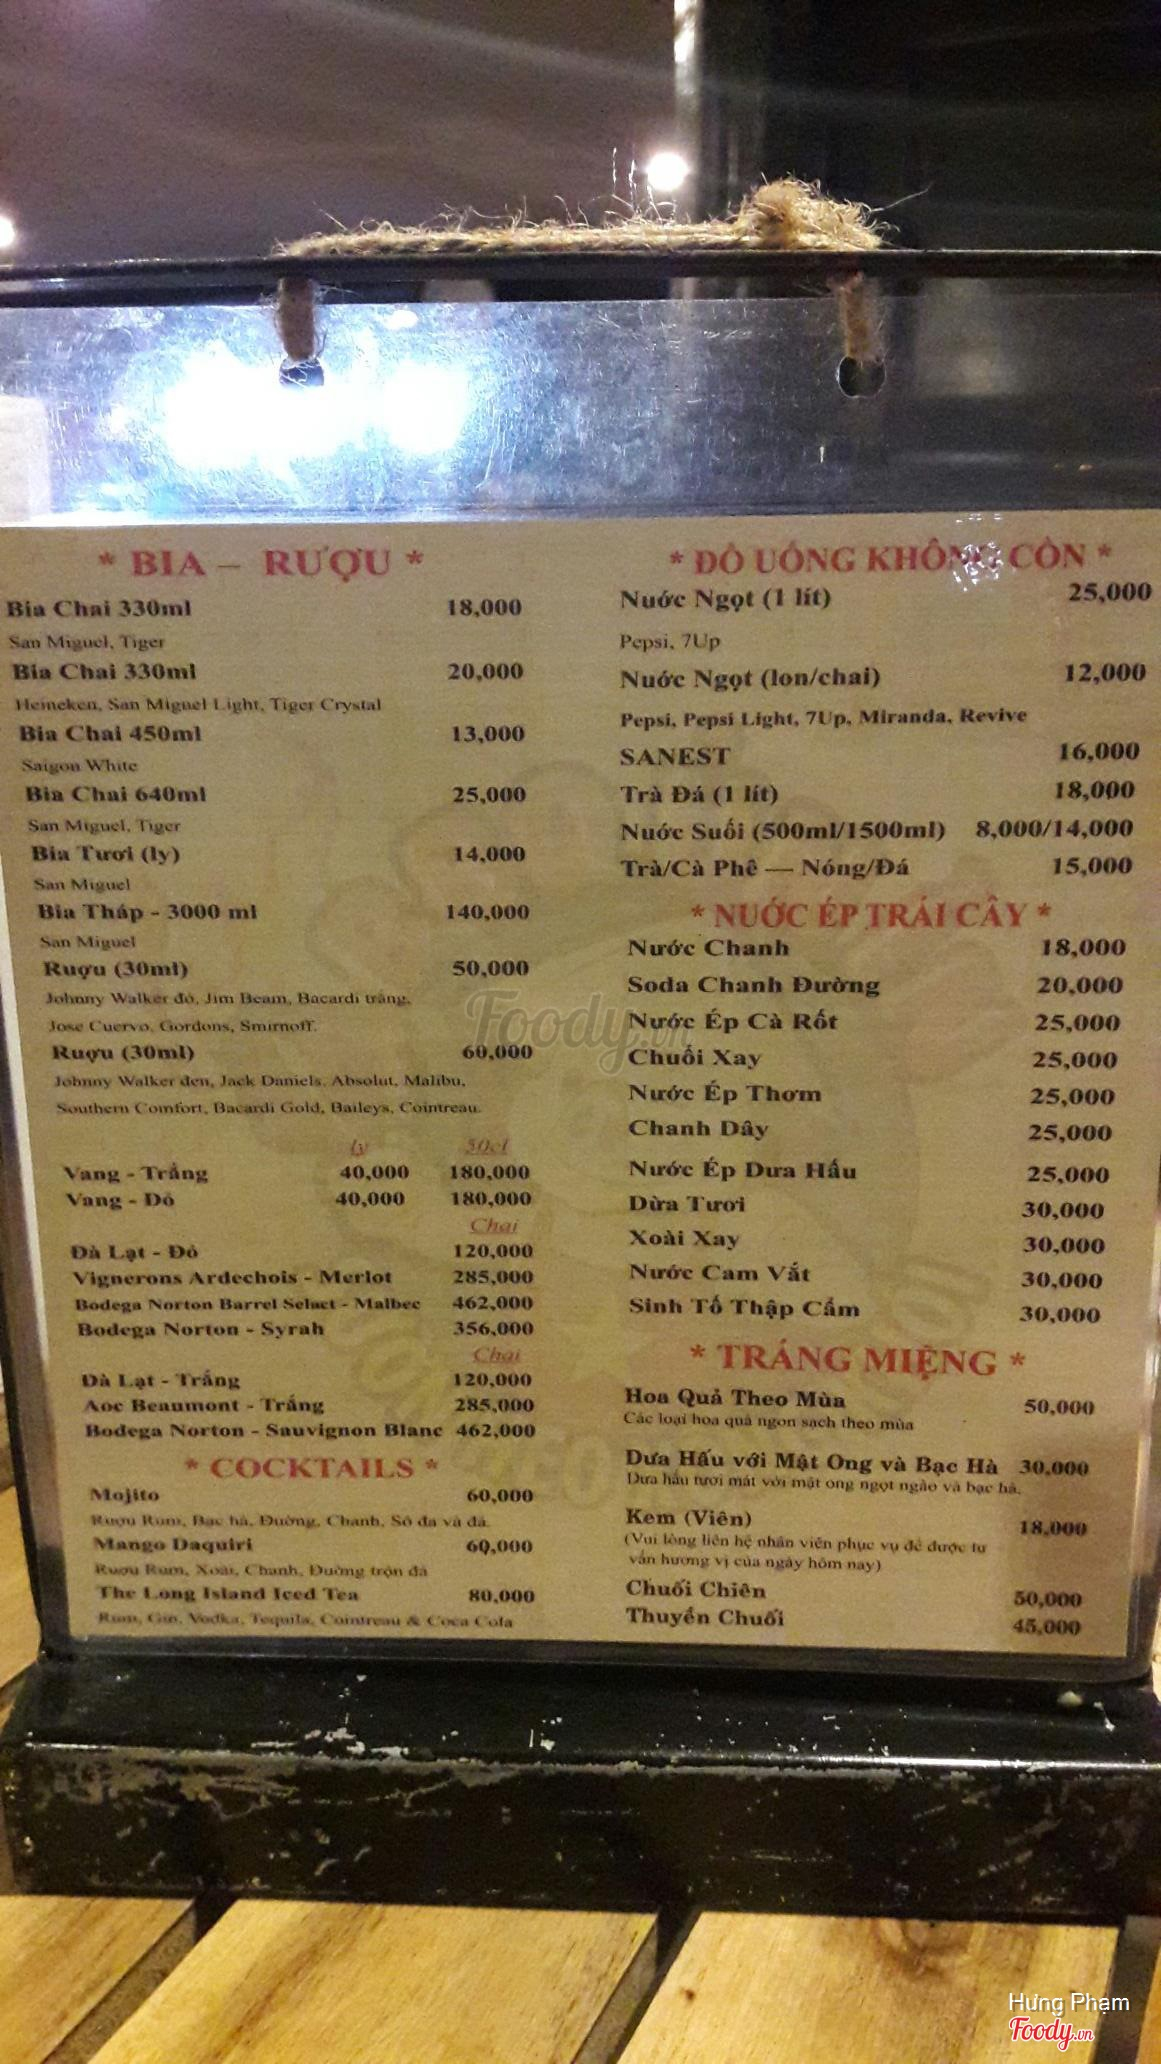 * BIA – RƯỢU *
Bia Chai 330ml 18,000
San Miguel, Tiger
Bia Chai 330ml 20,000
Heineken, San Miguel Light, Tiger Crystal
Bia Chai 450ml 13,000
Saigon White
Bia Chai 640ml 25,000
San Miguel, Tiger
Bia Tươi (ly) 14,000
San Miguel
Bia Tháp - 3000 ml 140,000
San Miguel
Rượu (30ml) 50,000
Johnny Walker đỏ, Jim Beam, Bacardi trắng,
Jose Cuervo, Gordons, Smirnoff.
Rượu (30ml) 60,000
Johnny Walker đen, Jack Daniels, Absolut, Malibu,
Southern Comfort, Bacardi Gold, Baileys, Cointreau.
ly 50cl
Vang - Trắng 40,000 180,000
Vang - Đỏ 40,000 180,000
Chai
Đà Lạt - Đỏ 120,000
Vignerons Ardechois - Merlot 285,000
Bodega Norton Barrel Select - Malbec 462,000
Bodega Norton - Syrah 356,000
Chai
Đà Lạt - Trắng 120,000
Aoc Beaumont - Trắng 285,000
Bodega Norton - Sauvignon Blanc 462,000
* COCKTAILS *
Mojito 60,000
Rượu Rum, Bạc hà, Đường, Chanh, Sô đa và đá.
Mango Daquiri 60,000
Rượu Rum, Xoài, Chanh, Đường trộn đá
The Long Island Iced Tea 80,000
Rum, Gin, Vodka, Tequila, Cointreau & Coca Cola
* ĐỒ UỐNG KHÔNG CỒN *
Nước Ngọt (1 lít) 25,000
Pepsi, 7Up
Nước Ngọt (lon/chai) 12,000
Pepsi, Pepsi Light, 7Up, Miranda, Revive
SANEST 16,000
Trà Đá (1 lít) 18,000
Nước Suối (500ml/1500ml) 8,000/14,000
Trà/Cà Phê — Nóng/Đá 15,000
* NƯỚC ÉP TRÁI CÂY *
Nước Chanh 18,000
Soda Chanh Đường 20,000
Nước Ép Cà Rốt 25,000
Chuối Xay 25,000
Nước Ép Thơm 25,000
Chanh Dây 25,000
Nước Ép Dưa Hấu 25,000
Dừa Tươi 30,000
Xoài Xay 30,000
Nước Cam Vắt 30,000
Sinh Tố Thập Cẩm 30,000
* TRÁNG MIỆNG *
Hoa Quả Theo Mùa 50,000
Các loại hoa quả ngon sạch theo mùa
Dưa Hấu với Mật Ong và Bạc Hà 30,000
Dưa hấu tươi mát với mật ong ngọt ngào và bạc hà.
Kem (Viên) 18,000
(Vui lòng liên hệ nhân viên phục vụ để được tư
vấn hương vị của ngày hôm nay)
Chuối Chiên 50,000
Thuyền Chuối 45,000
Foody.vn
Hưng Phạm
Foody.vn